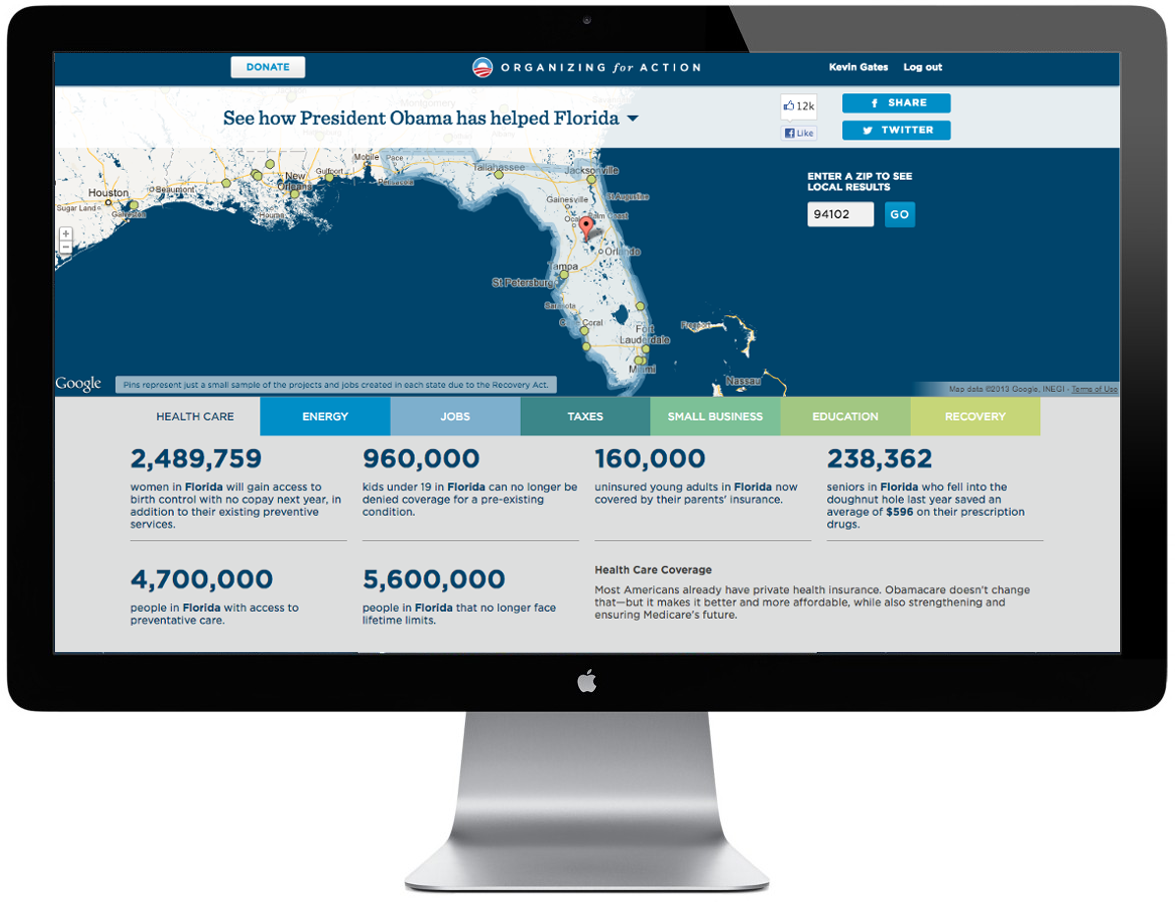 DONATE
ORGANIZING for ACTION
Kevin Gates Log out
See how President Obama has helped Florida
12k
Like
SHARE
TWITTER
ENTER A ZIP TO SEE
LOCAL RESULTS
94102 GO
Montgomery
Mobile
Pace
Pensacola
Tallahassee
Jacksonville
St Augustine
Gainesville
Palm Coast
Orlando
Tampa
St Petersburg
Sarasota
Coral
Fort
Lauderdale
Miami
Freeport
Nassau
Houston
Sugar Land
Beaumont
New
Orleans
Gulfport
Houma
+
−
Google
Pins represent just a small sample of the projects and jobs created in each state due to the Recovery Act.
Map data ©2013 Google, INEGI - Terms of Use
HEALTH CARE ENERGY JOBS TAXES SMALL BUSINESS EDUCATION RECOVERY
2,489,759
women in Florida will gain access to
birth control with no copay next year, in
addition to their existing preventive
services.
960,000
kids under 19 in Florida can no longer be
denied coverage for a pre-existing
condition.
160,000
uninsured young adults in Florida now
covered by their parents' insurance.
238,362
seniors in Florida who fell into the
doughnut hole last year saved an
average of $596 on their prescription
drugs.
4,700,000
people in Florida with access to
preventative care.
5,600,000
people in Florida that no longer face
lifetime limits.
Health Care Coverage
Most Americans already have private health insurance. Obamacare doesn't change
that—but it makes it better and more affordable, while also strengthening and
ensuring Medicare's future.